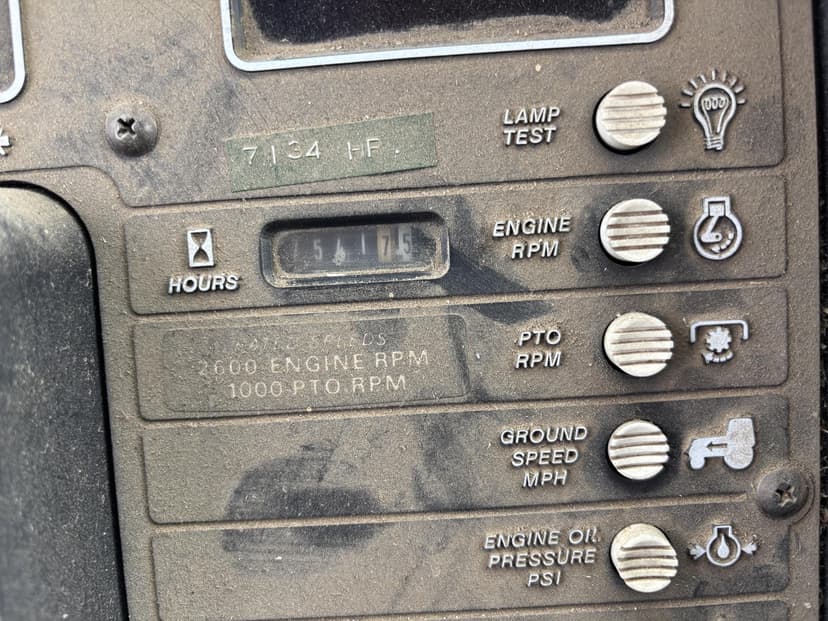 LAMP
TEST
7134 HF.
ENGINE
RPM
HOURS
SPEEDS
2600 ENGINE RPM
1000 PTO RPM
PTO
RPM
GROUND
SPEED
MPH
ENGINE OIL
PRESSURE
PSI